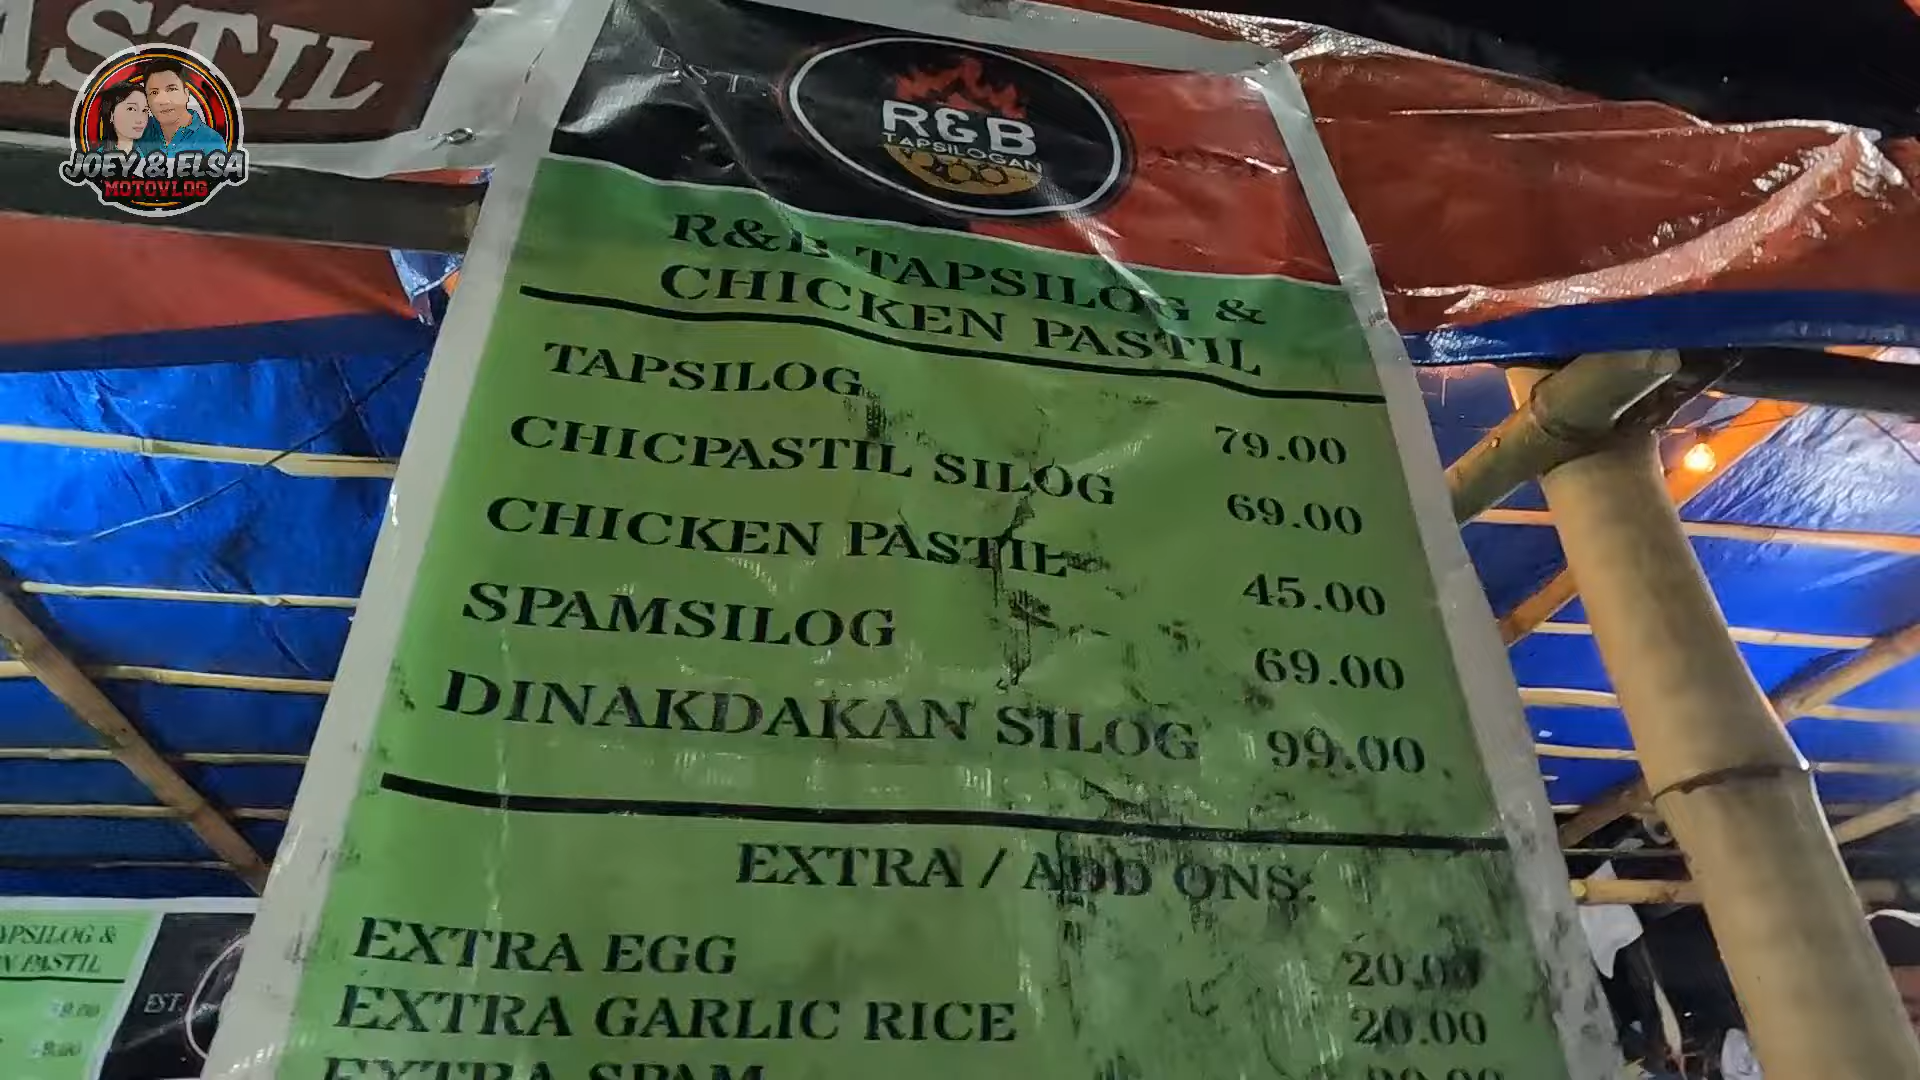 ASTIL
JOEY & ELSA
MOTOVLOG
EST.
R&B
TAPSILOGAN
R&B TAPSILOG &
CHICKEN PASTIL
TAPSILOG 79.00
CHICPASTIL SILOG 69.00
CHICKEN PASTIL 45.00
SPAMSILOG 69.00
DINAKDAKAN SILOG 99.00
EXTRA / ADD ONS:
EXTRA EGG 20.00
EXTRA GARLIC RICE 20.00
EXTRA SPAM
APSILOG &
N PASTIL
EST.